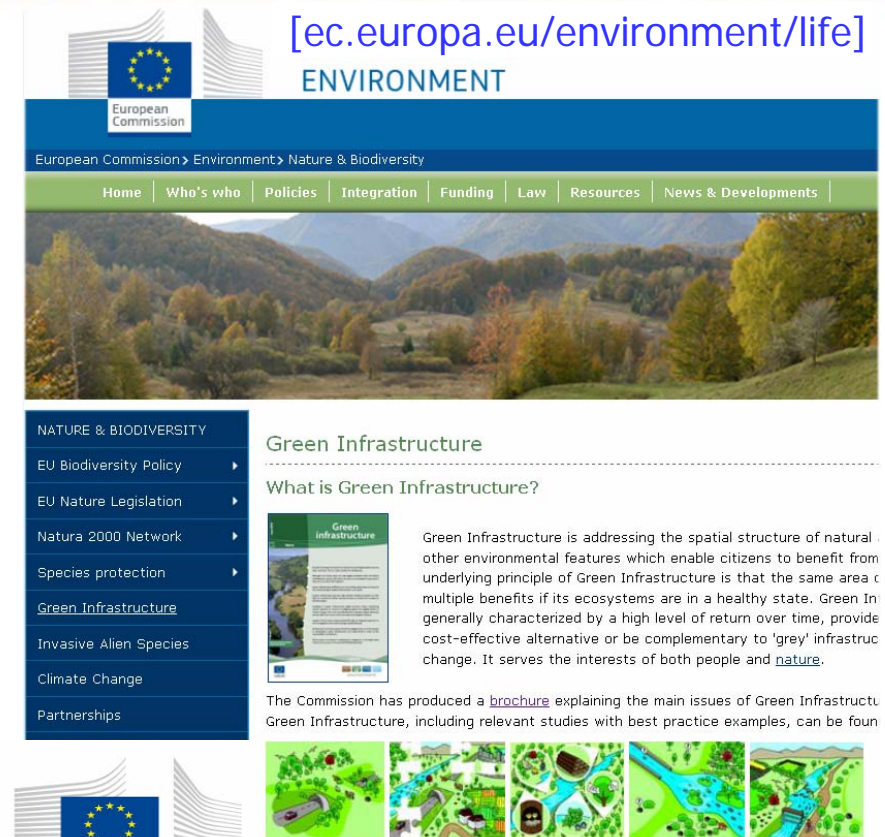 [ec.europa.eu/environment/life]
ENVIRONMENT
European
Commission
European Commission > Environment > Nature & Biodiversity
Home | Who's who | Policies | Integration | Funding | Law | Resources | News & Developments |
NATURE & BIODIVERSITY
EU Biodiversity Policy
EU Nature Legislation
Natura 2000 Network
Species protection
Green Infrastructure
Invasive Alien Species
Climate Change
Partnerships
Green Infrastructure
What is Green Infrastructure?
Green
infrastructure
Green Infrastructure is addressing the spatial structure of natural
other environmental features which enable citizens to benefit from
underlying principle of Green Infrastructure is that the same area
multiple benefits if its ecosystems are in a healthy state. Green In
generally characterized by a high level of return over time, provide
cost-effective alternative or be complementary to 'grey' infrastruc
change. It serves the interests of both people and nature.
The Commission has produced a brochure explaining the main issues of Green Infrastructu
Green Infrastructure, including relevant studies with best practice examples, can be foun